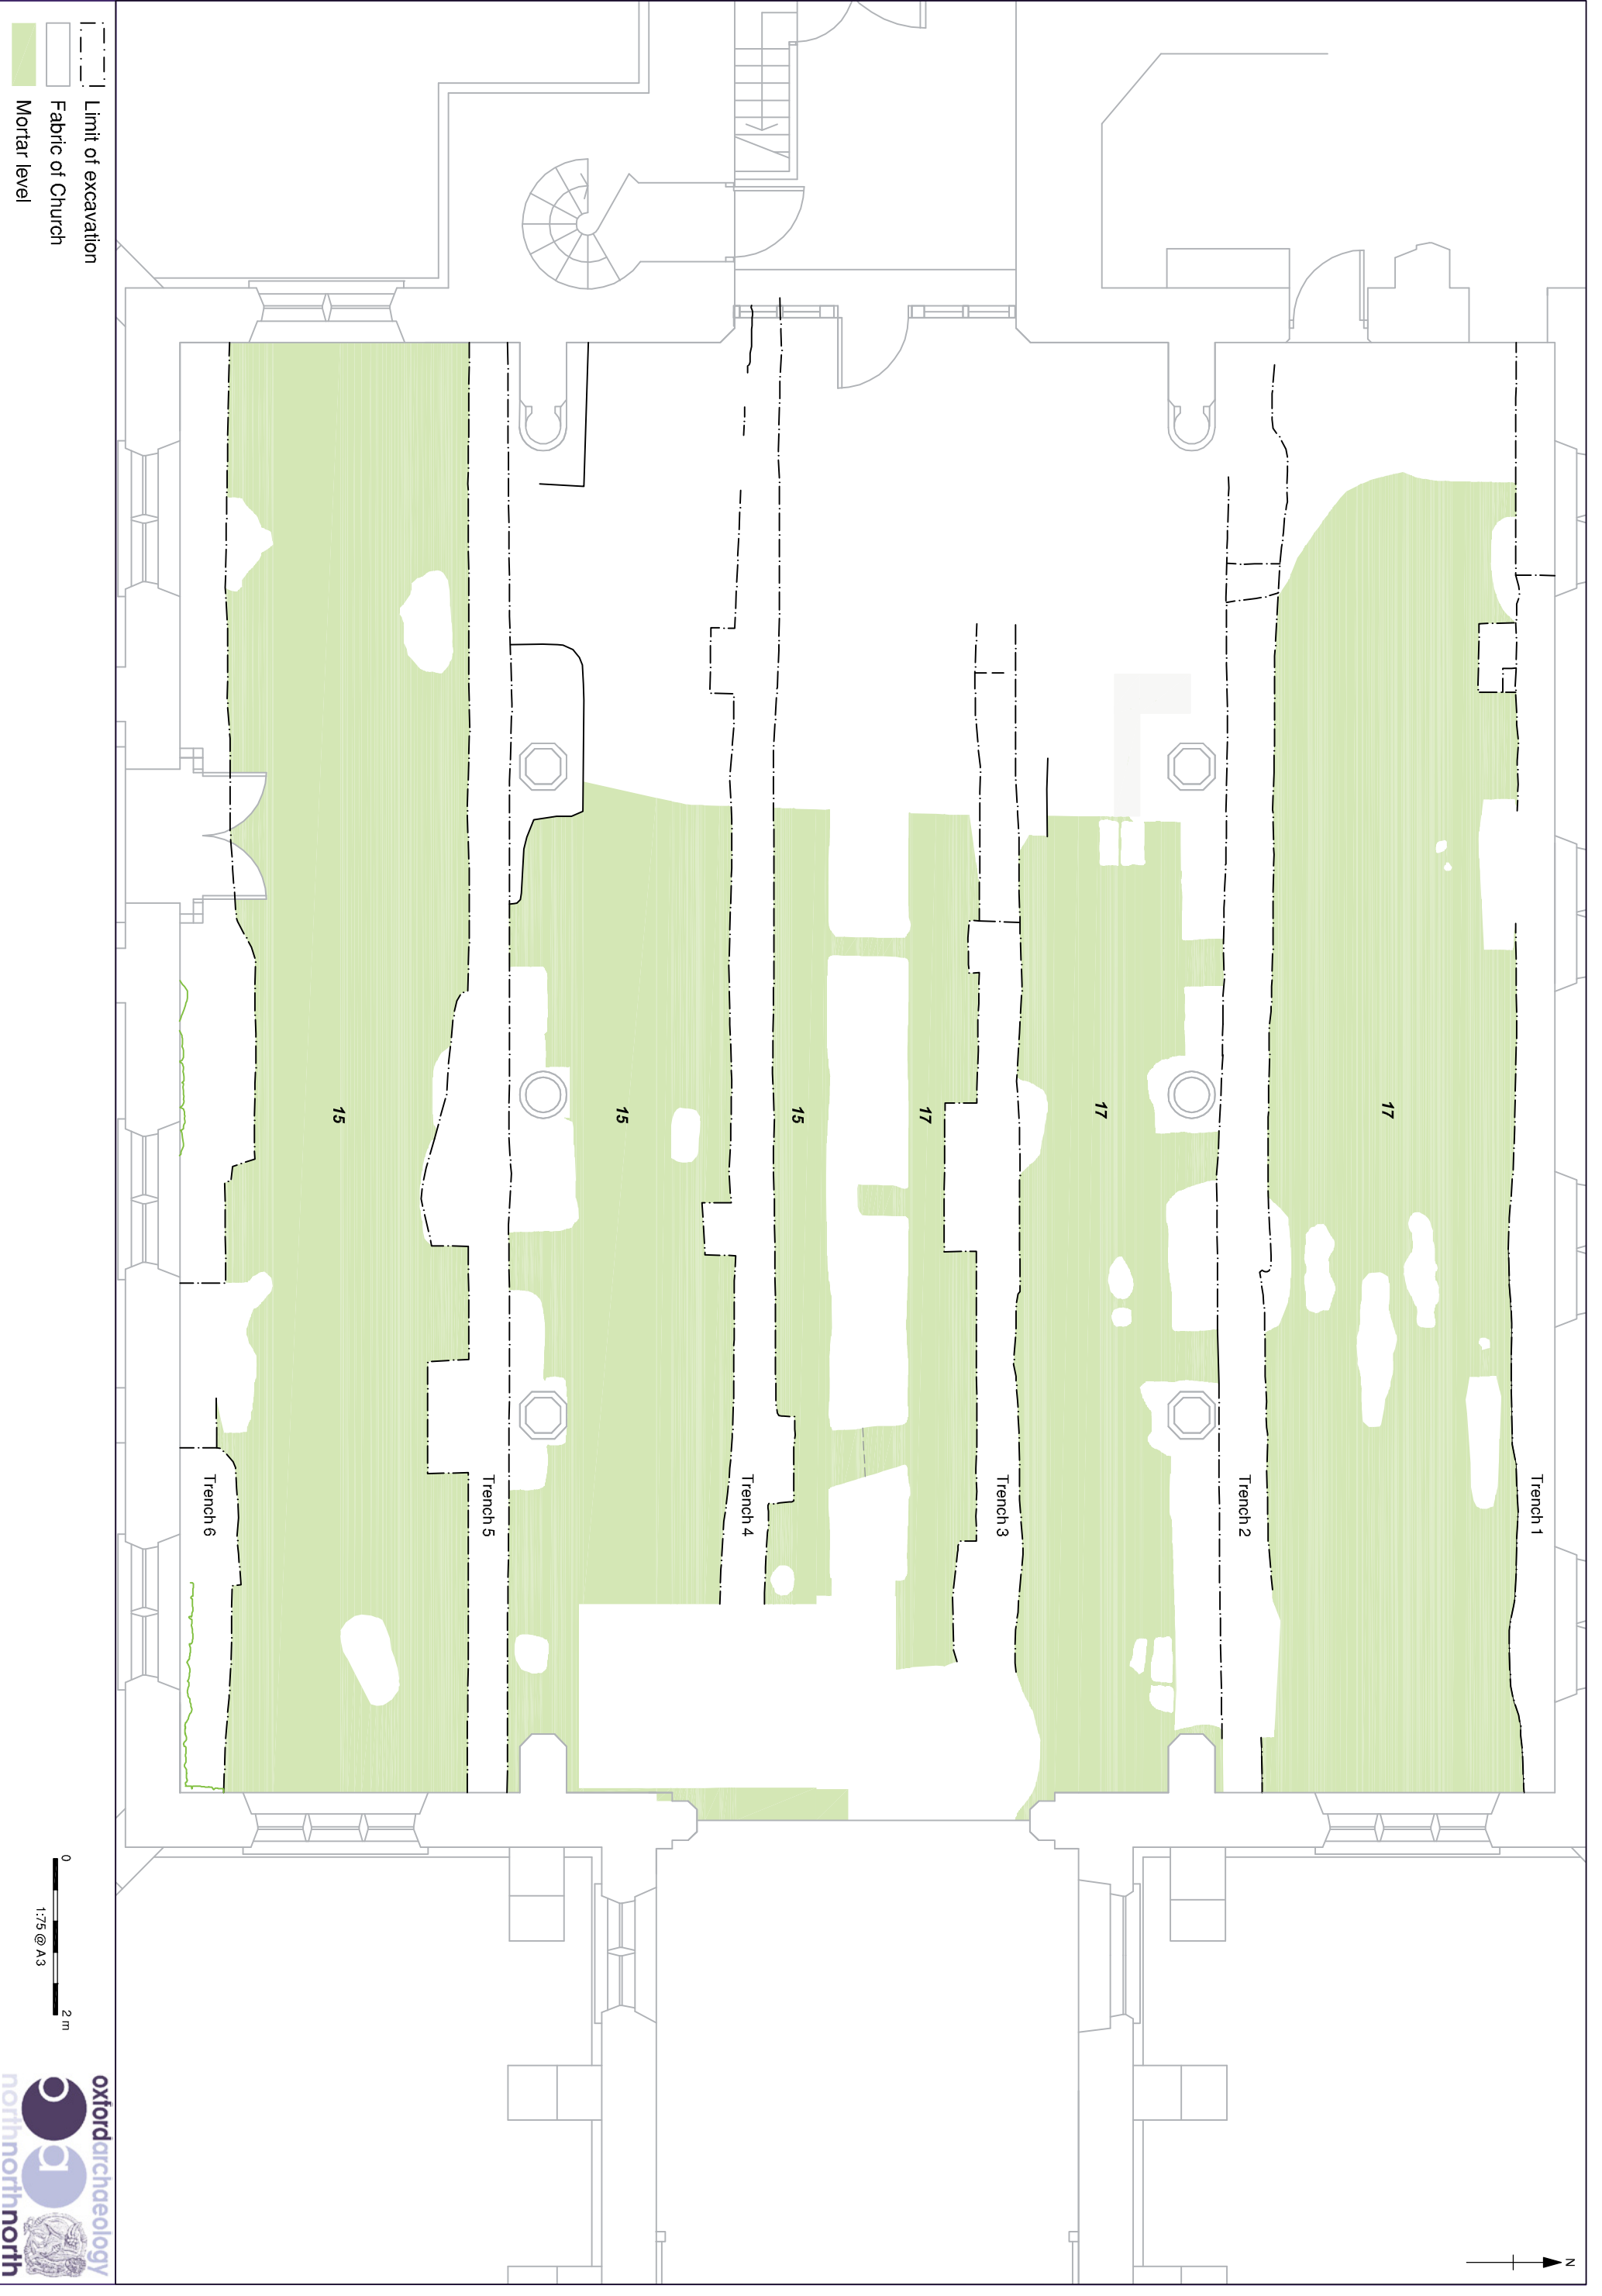 N
Trench 1
17
Trench 2
17
Trench 3
17
15
Trench 4
15
Trench 5
15
Trench 6
Limit of excavation
Fabric of Church
Mortar level
0
2 m
1:75 @ A3
oxfordarchaeology
northnorthnorth